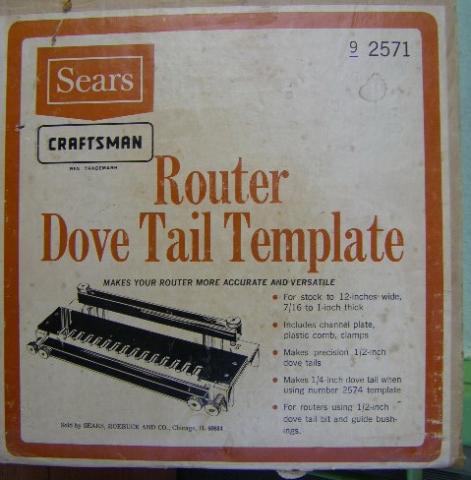 Sears
9 2571
CRAFTSMAN
REG. TRADEMARK
Router
Dove Tail Template
MAKES YOUR ROUTER MORE ACCURATE AND VERSATILE
• For stock to 12-inches wide,
7/16 to 1-inch thick
• Includes channel plate,
plastic comb, clamps
• Makes precision 1/2-inch
dove tails
• Makes 1/4-inch dove tail when
using number 2574 template
• For routers using 1/2-inch
dove tail bit and guide bush-
ings.
Sold by SEARS, ROEBUCK AND CO., Chicago, IL 60684